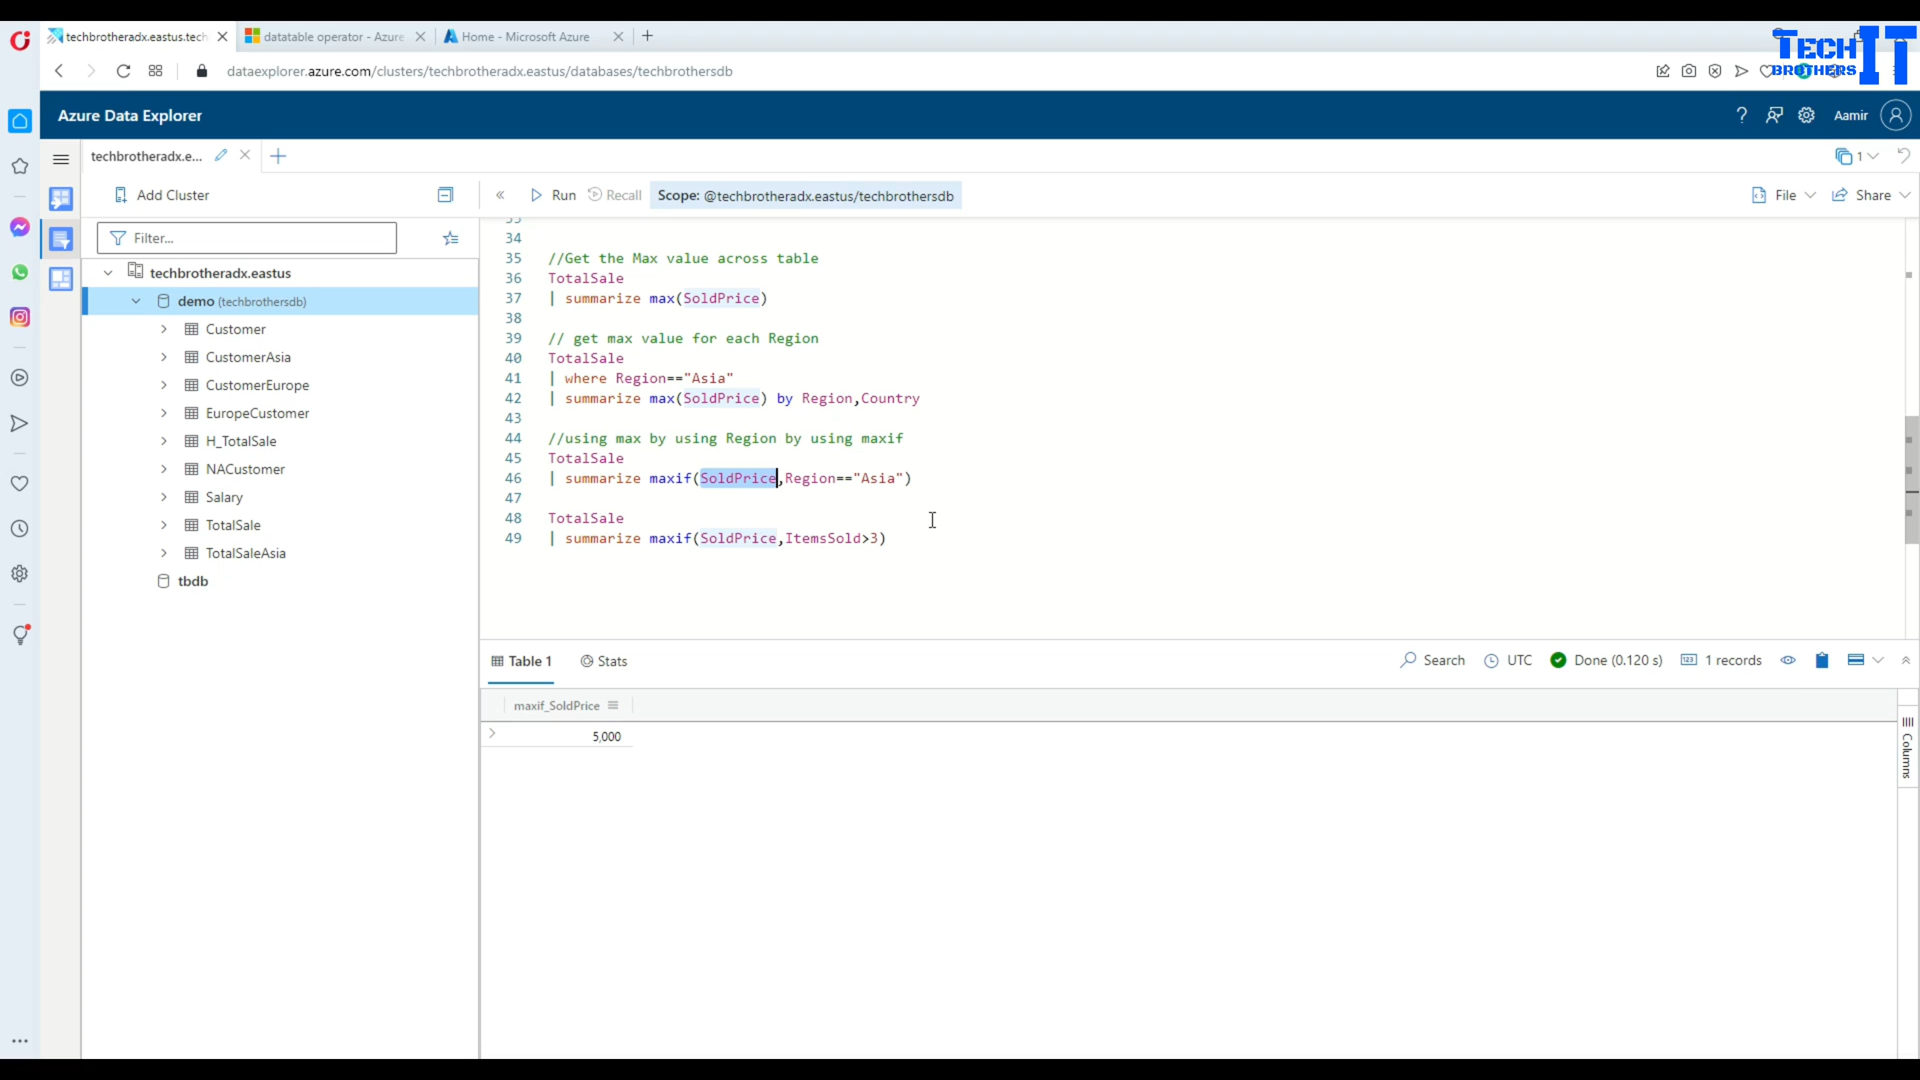 techbrotheradx.eastus.tech
datatable operator - Azure
Home - Microsoft Azure
TECH BROTHERS IT
dataexplorer.azure.com/clusters/techbrotheradx.eastus/databases/techbrothersdb
Azure Data Explorer
? Aamir
techbrotheradx.e...
1
Add Cluster
Run
Recall
Scope: @techbrotheradx.eastus/techbrothersdb
File
Share
Filter...
techbrotheradx.eastus
demo (techbrothersdb)
Customer
CustomerAsia
CustomerEurope
EuropeCustomer
H_TotalSale
NACustomer
Salary
TotalSale
TotalSaleAsia
tbdb
33
34
35 //Get the Max value across table
36 TotalSale
37 | summarize max(SoldPrice)
38
39 // get max value for each Region
40 TotalSale
41 | where Region=="Asia"
42 | summarize max(SoldPrice) by Region,Country
43
44 //using max by using Region by using maxif
45 TotalSale
46 | summarize maxif(SoldPrice,Region=="Asia")
47
48 TotalSale
49 | summarize maxif(SoldPrice,ItemsSold>3)
Table 1
Stats
Search
UTC
Done (0.120 s)
1 records
maxif_SoldPrice
5,000
Columns